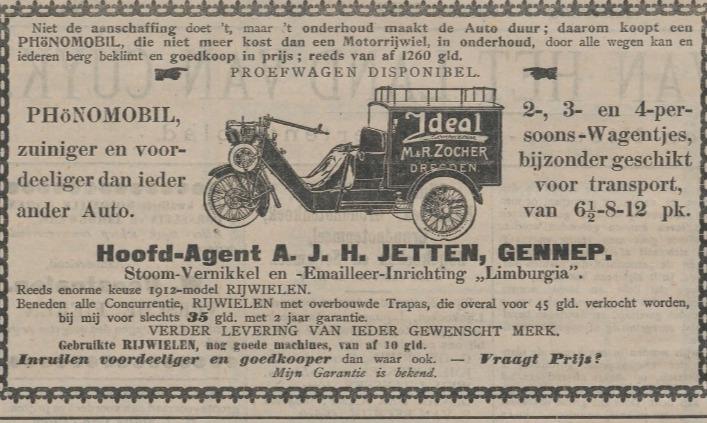 Niet de aanschaffing doet 't, maar 't onderhoud maakt de Auto duur; daarom koopt een
PHöNOMOBIL, die niet meer kost dan een Motorrijwiel, in onderhoud, door alle wegen kan en
iederen berg beklimt en goedkoop in prijs; reeds van af 1260 gld.
PROEFWAGEN DISPONIBEL.
PHöNOMOBIL,
zuiniger en voor-
deeliger dan ieder
ander Auto.
Ideal
M&R. ZOCHER
DRESDEN
2-, 3- en 4-per-
soons-Wagentjes,
bijzonder geschikt
voor transport,
van 6½-8-12 pk.
Hoofd-Agent A. J. H. JETTEN, GENNEP.
Stoom-Vernikkel en -Emailleer-Inrichting „Limburgia".
Reeds enorme keuze 1912-model RIJWIELEN.
Beneden alle Concurrentie, RIJWIELEN met overbouwde Trapas, die overal voor 45 gld. verkocht worden,
bij mij voor slechts 35 gld. met 2 jaar garantie.
VERDER LEVERING VAN IEDER GEWENSCHT MERK.
Gebruikte RIJWIELEN, nog goede machines, van af 10 gld.
Inruilen voordeeliger en goedkooper dan waar ook. — Vraagt Prijs?
Mijn Garantie is bekend.